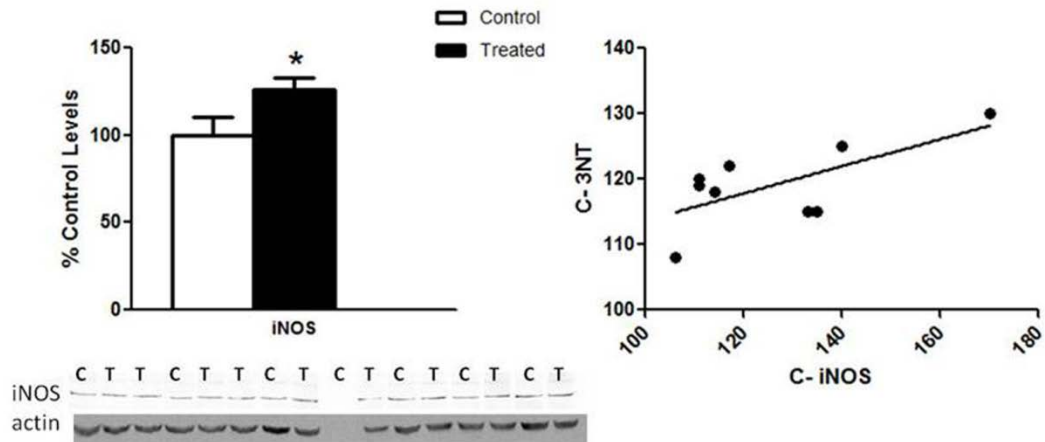 Control
Treated
*
150
100
50
0
% Control Levels
iNOS
140
130
120
110
100
C- 3NT
100 120 140 160 180
C- iNOS
C T T C T T C T C T C T C T C T
iNOS
actin